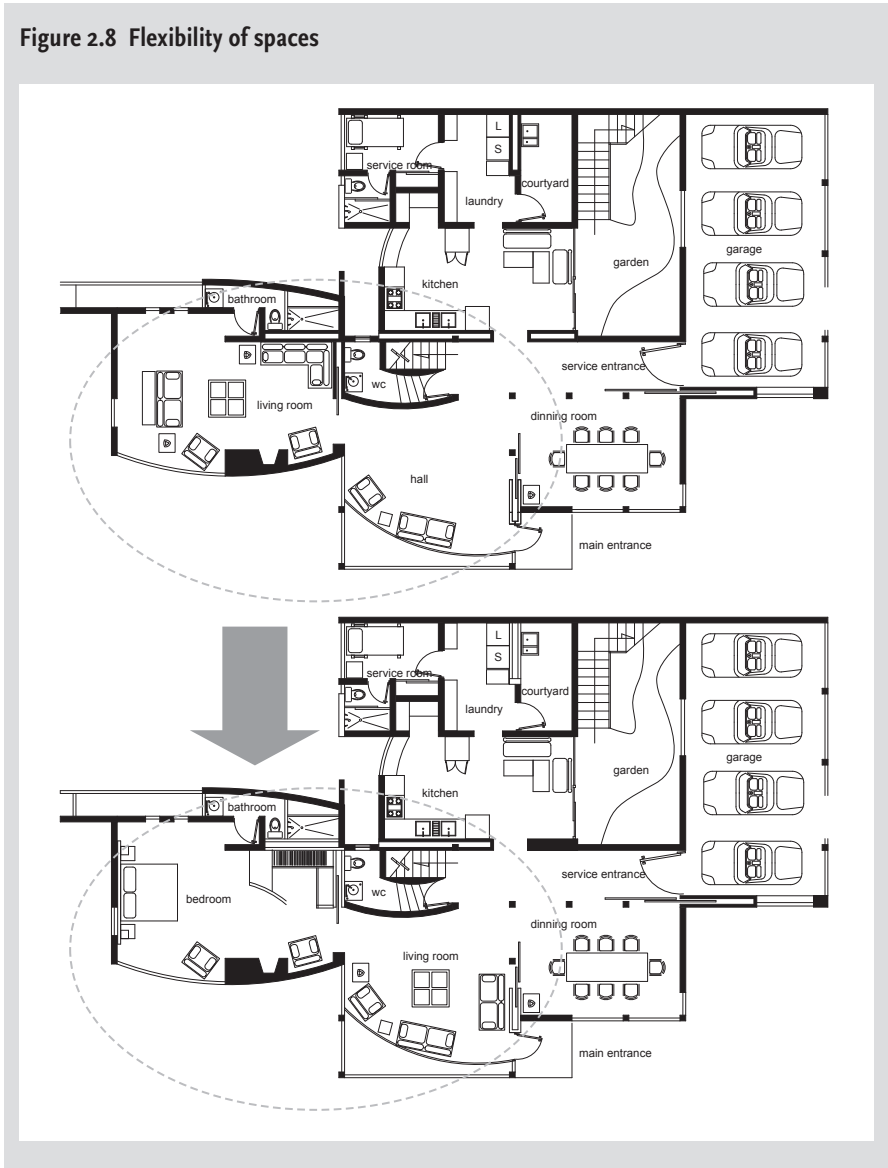 Figure 2.8 Flexibility of spaces
L
S
service room
courtyard
laundry
garden
garage
kitchen
bathroom
service entrance
wc
living room
dinning room
hall
main entrance
L
S
service room
courtyard
laundry
garden
garage
kitchen
bathroom
service entrance
wc
bedroom
dinning room
living room
main entrance